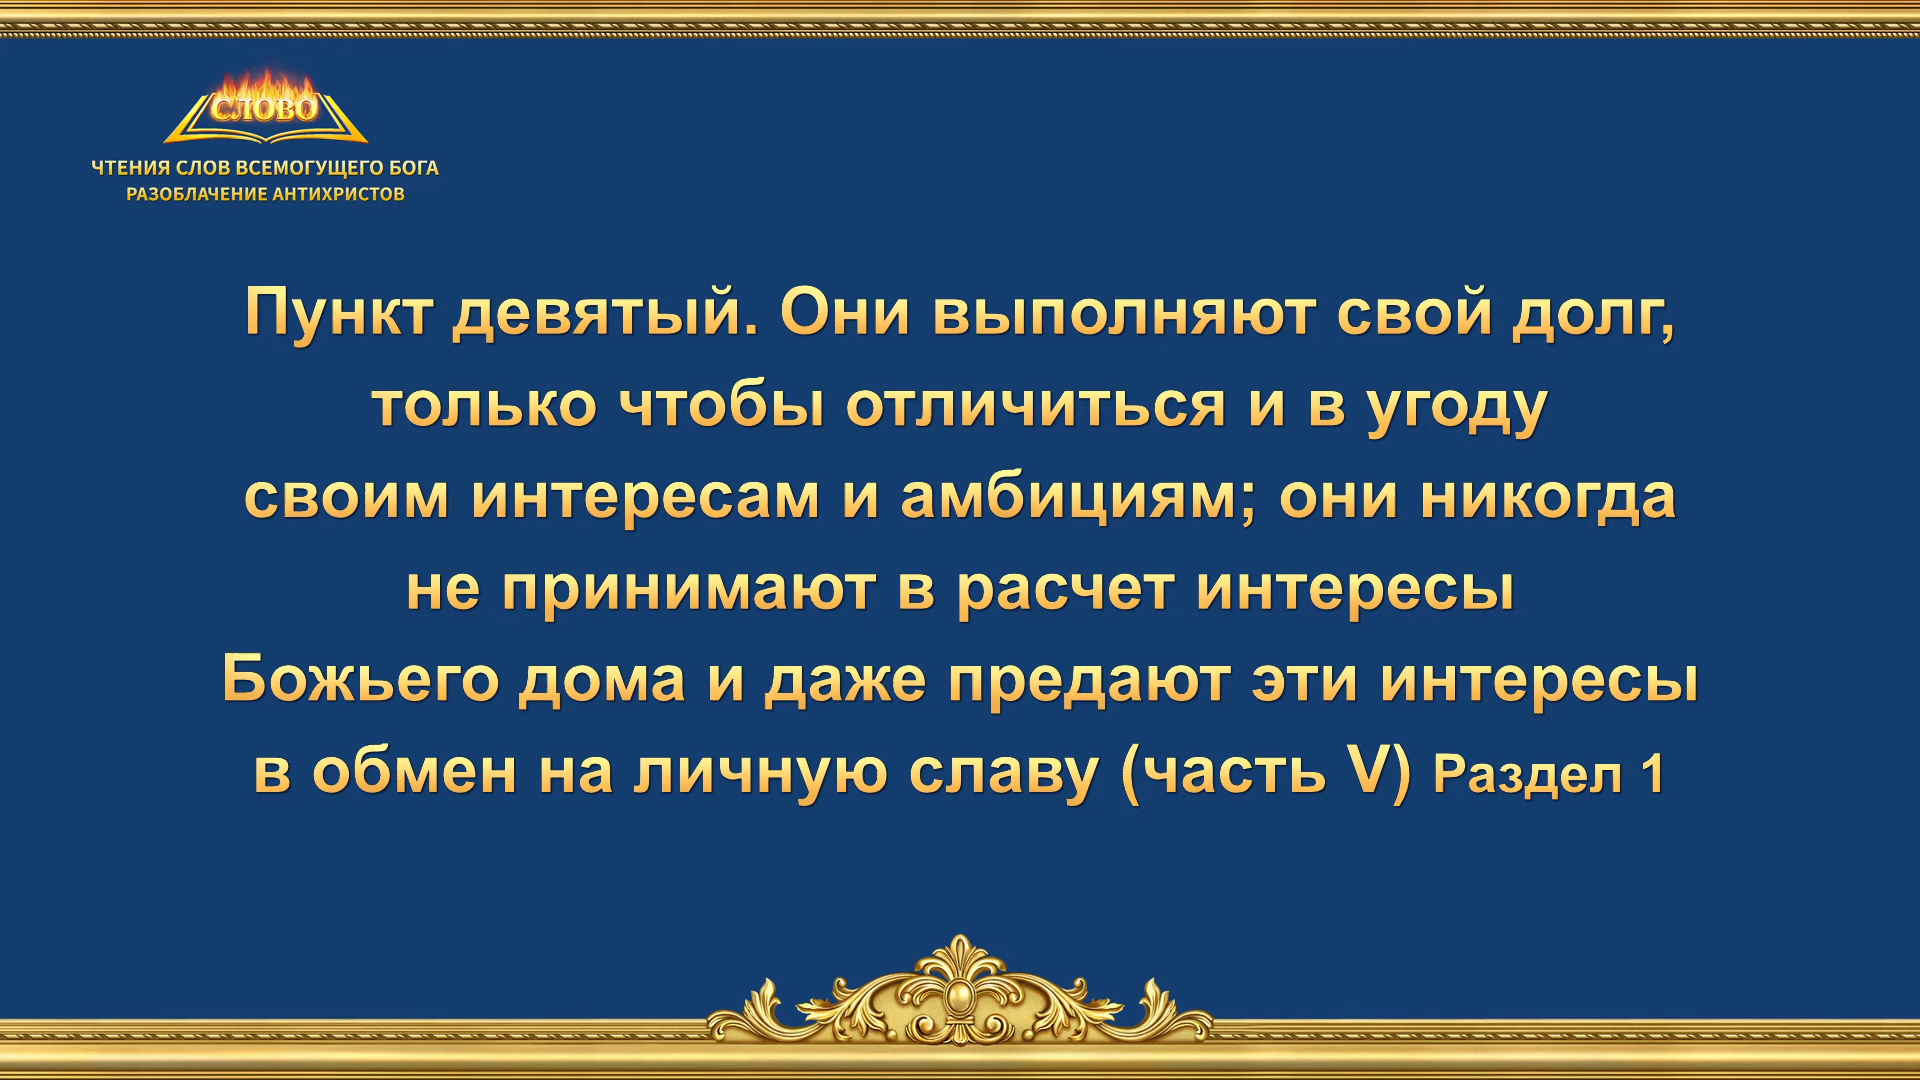 СЛОВО
ЧТЕНИЯ СЛОВ ВСЕМОГУЩЕГО БОГА
РАЗОБЛАЧЕНИЕ АНТИХРИСТОВ
Пункт девятый. Они выполняют свой долг,
только чтобы отличиться и в угоду
своим интересам и амбициям; они никогда
не принимают в расчет интересы
Божьего дома и даже предают эти интересы
в обмен на личную славу (часть V) Раздел 1